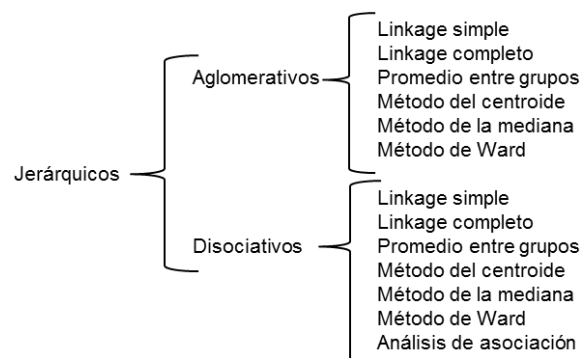 Jerárquicos
Aglomerativos
Linkage simple
Linkage completo
Promedio entre grupos
Método del centroide
Método de la mediana
Método de Ward
Disociativos
Linkage simple
Linkage completo
Promedio entre grupos
Método del centroide
Método de la mediana
Método de Ward
Análisis de asociación